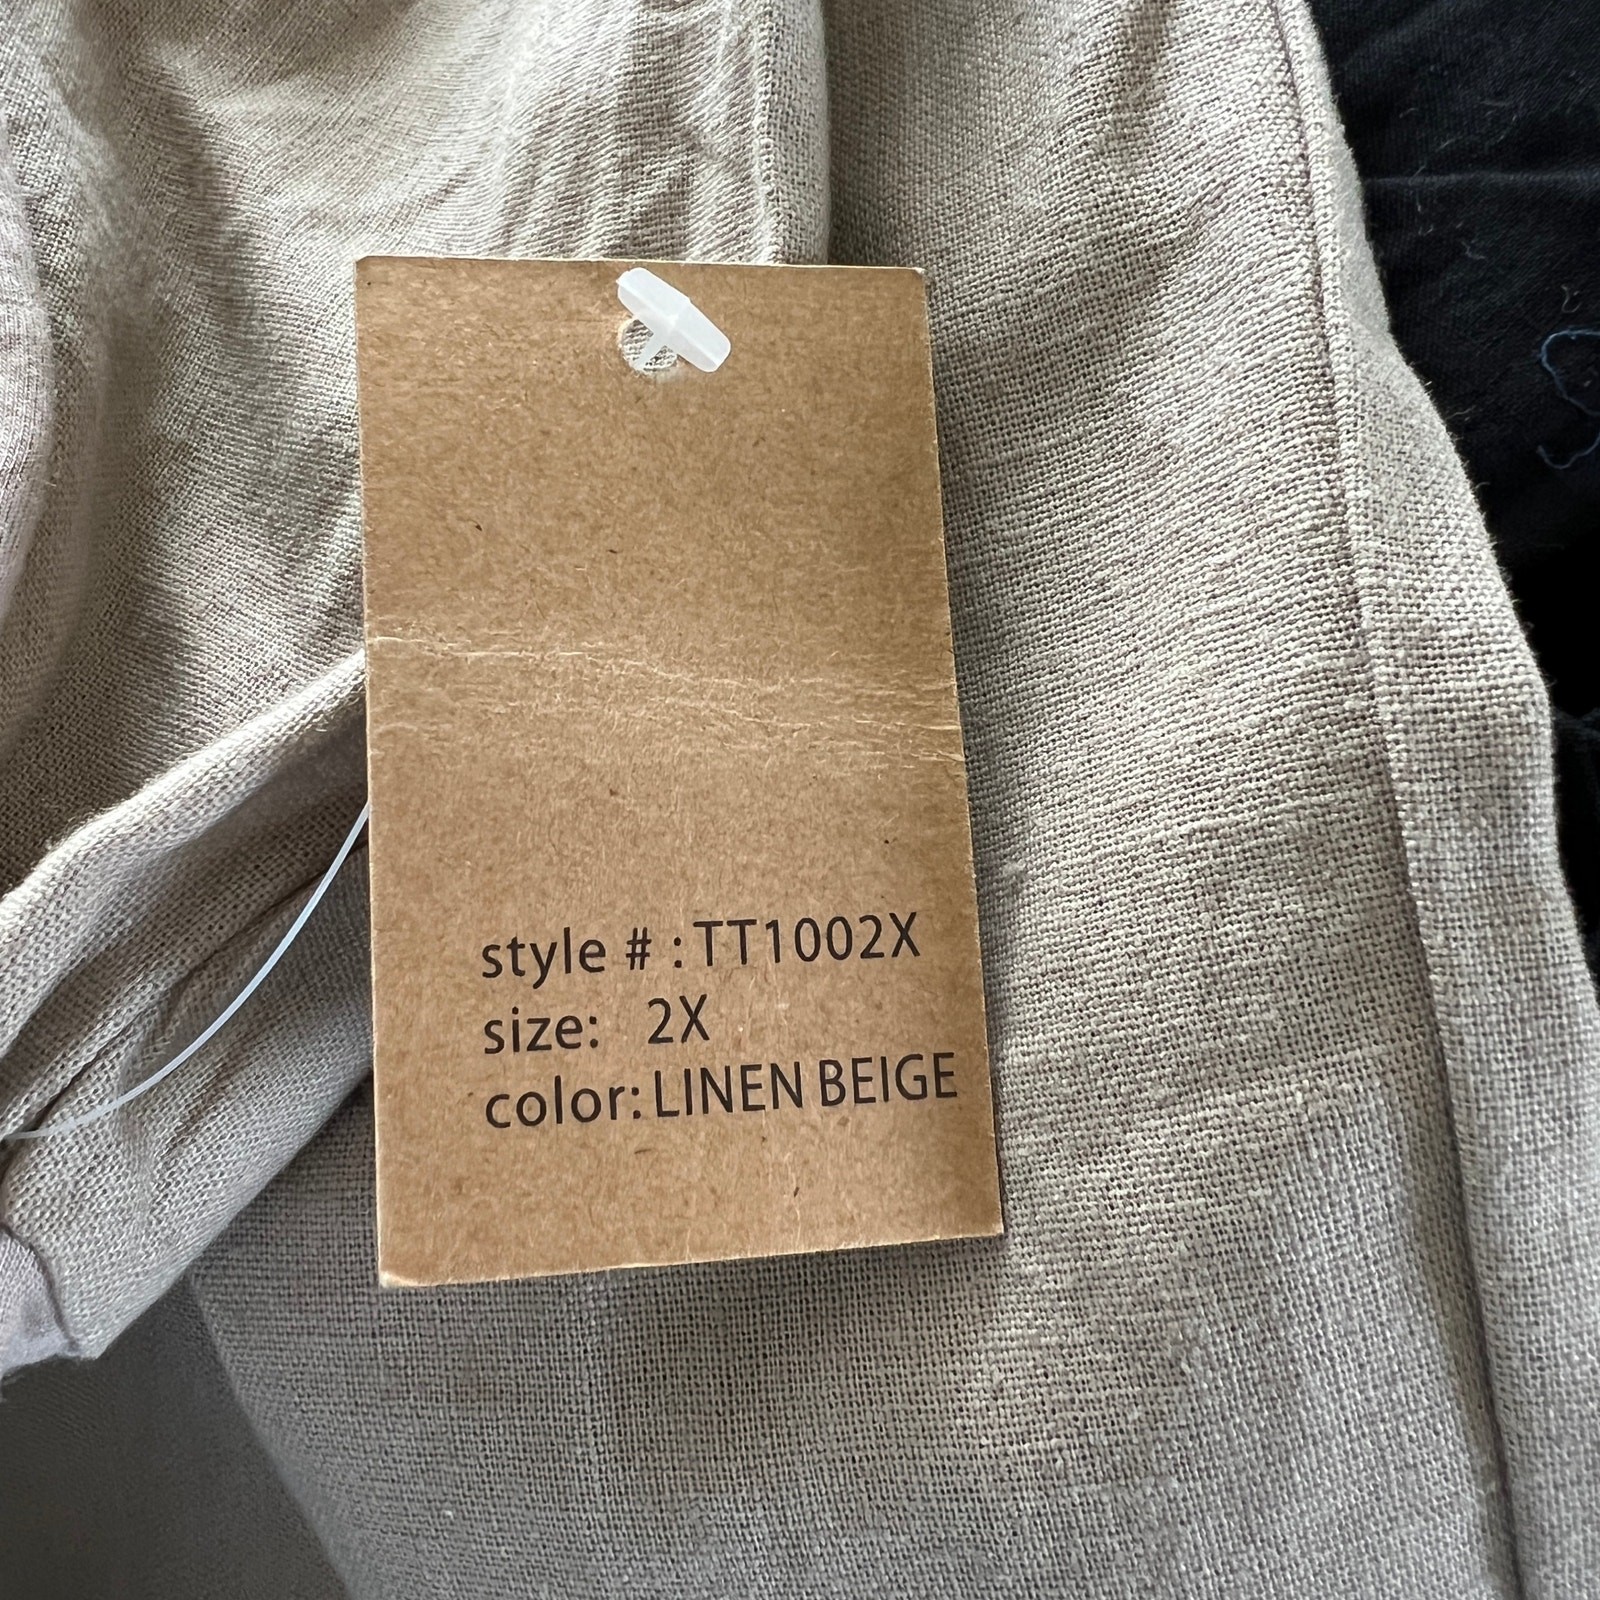 style # : TT1002X
size: 2X
color: LINEN BEIGE